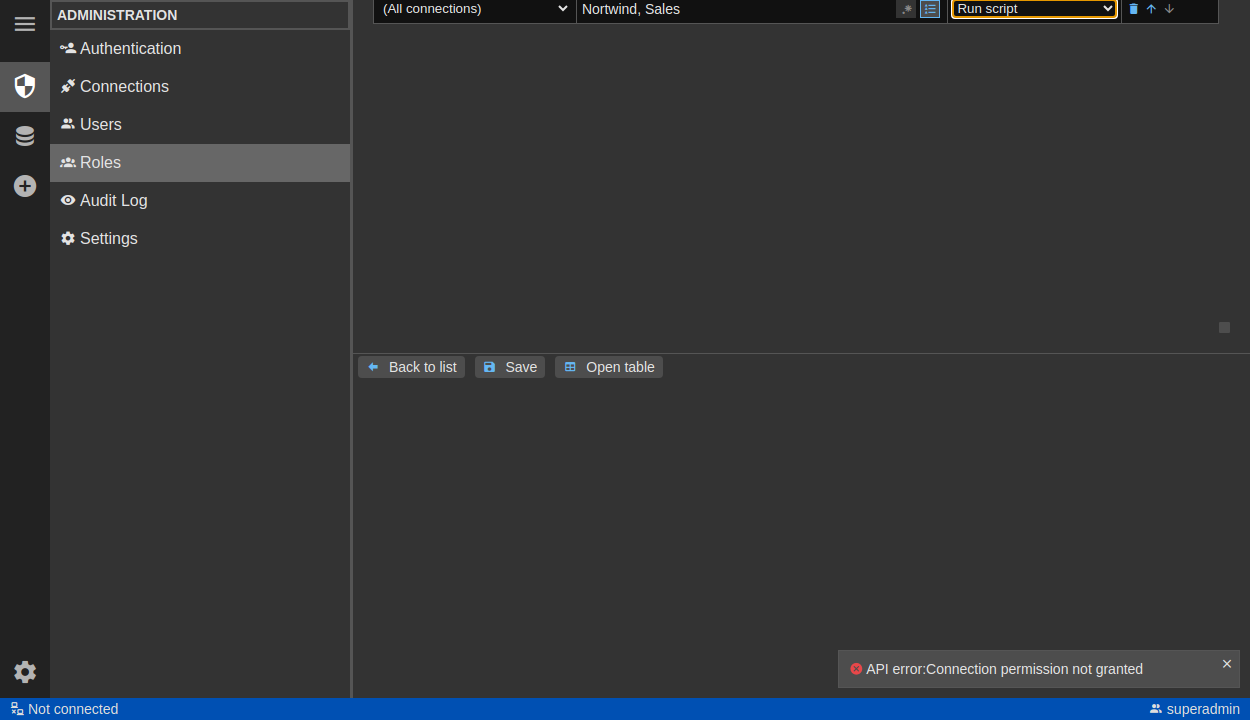 ADMINISTRATION
Authentication
Connections
Users
Roles
Audit Log
Settings
(All connections) Nortwind, Sales Run script
Back to list Save Open table
API error:Connection permission not granted
Not connected superadmin